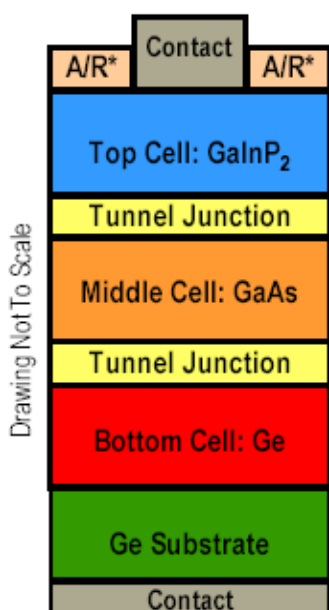 Contact
A/R* A/R*
Top Cell: GaInP₂
Tunnel Junction
Middle Cell: GaAs
Tunnel Junction
Bottom Cell: Ge
Ge Substrate
Contact
Drawing Not To Scale